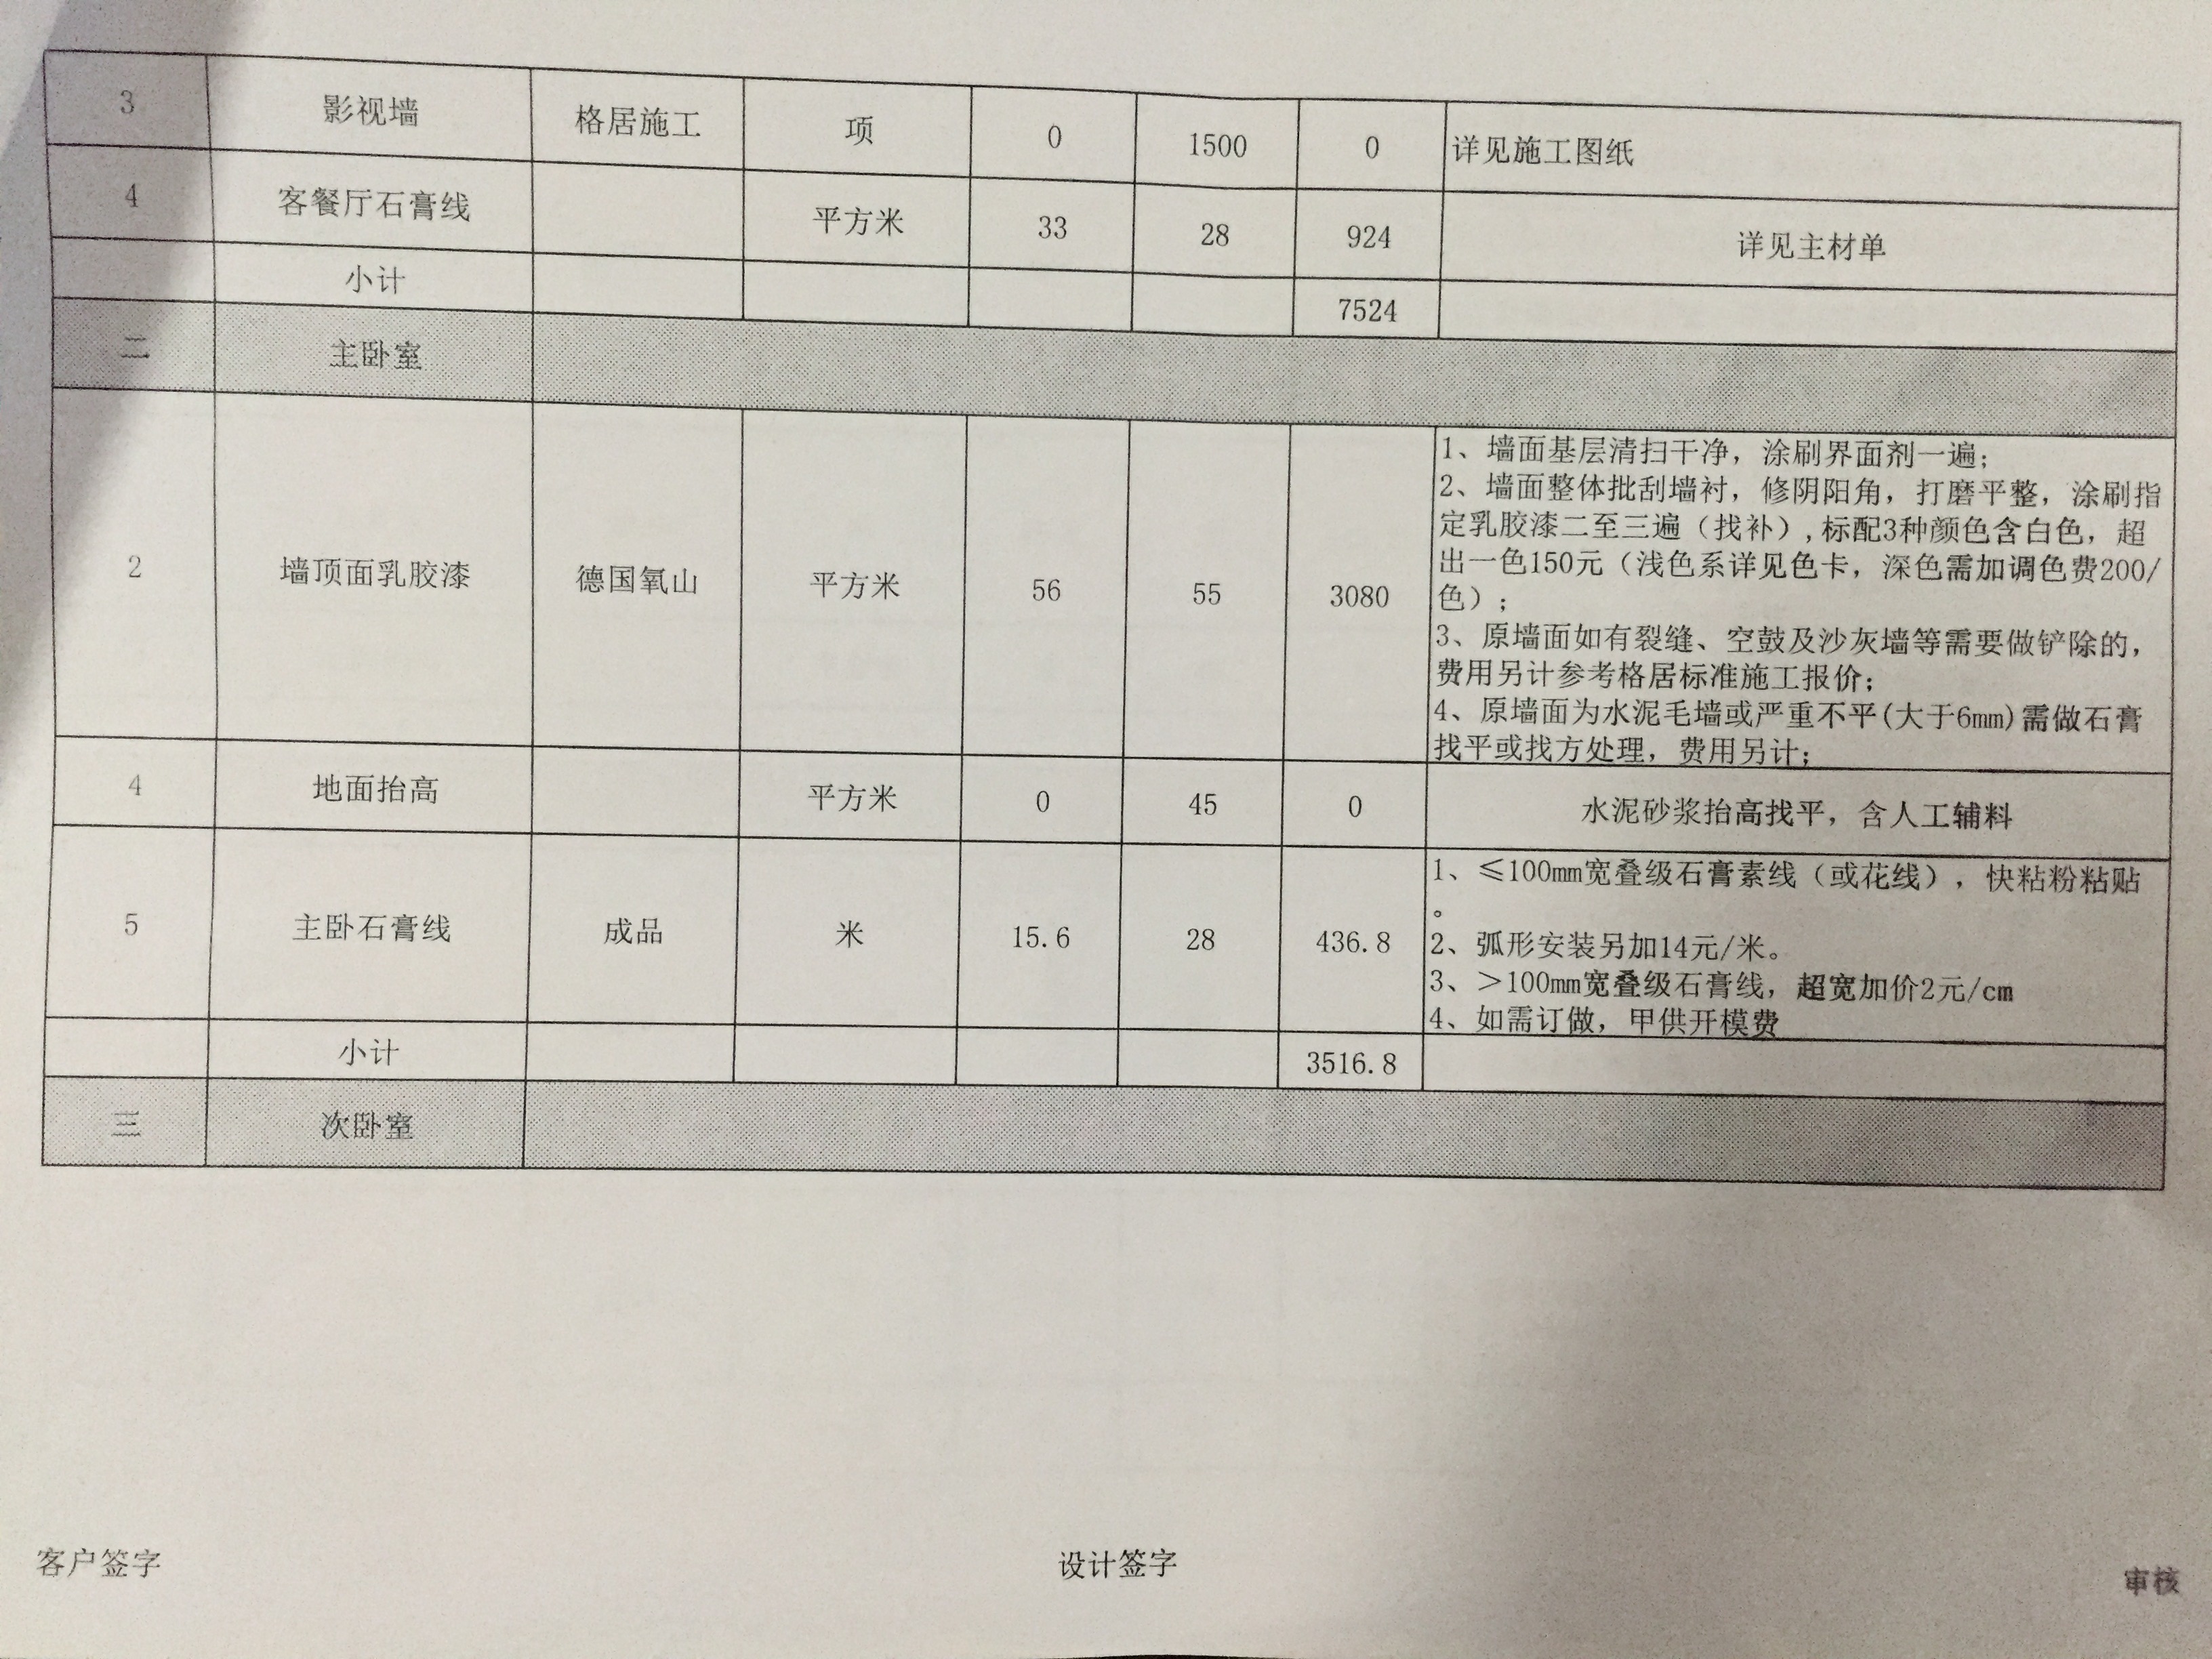 3 影视墙 格居施工 项 0 1500 0 详见施工图纸
4 客餐厅石膏线 平方米 33 28 924 详见主材单
小计 7524
二 主卧室
2 墙顶面乳胶漆 德国氧山 平方米 56 55 3080
1、墙面基层清扫干净，涂刷界面剂一遍；
2、墙面整体批刮墙衬，修阴阳角，打磨平整，涂刷指
定乳胶漆二至三遍（找补），标配3种颜色含白色，超
出一色150元（浅色系详见色卡，深色需加调色费200/
色）；
3、原墙面如有裂缝、空鼓及沙灰墙等需要做铲除的，
费用另计参考格居标准施工报价；
4、原墙面为水泥毛墙或严重不平(大于6mm)需做石膏
找平或找方处理，费用另计；
4 地面抬高 平方米 0 45 0 水泥砂浆抬高找平，含人工辅料
5 主卧石膏线 成品 米 15.6 28 436.8
1、≤100mm宽叠级石膏素线（或花线），快粘粉粘贴
。
2、弧形安装另加14元/米。
3、>100mm宽叠级石膏线，超宽加价2元/cm
4、如需订做，甲供开模费
小计 3516.8
三 次卧室
客户签字 设计签字 审核